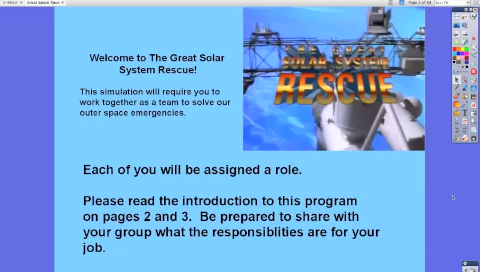 Welcome to The Great Solar
System Rescue!
This simulation will require you to
work together as a team to solve our
outer space emergencies.
THE GREAT
SOLAR SYSTEM
RESCUE
Each of you will be assigned a role.
Please read the introduction to this program
on pages 2 and 3. Be prepared to share with
your group what the responsiblities are for your
job.